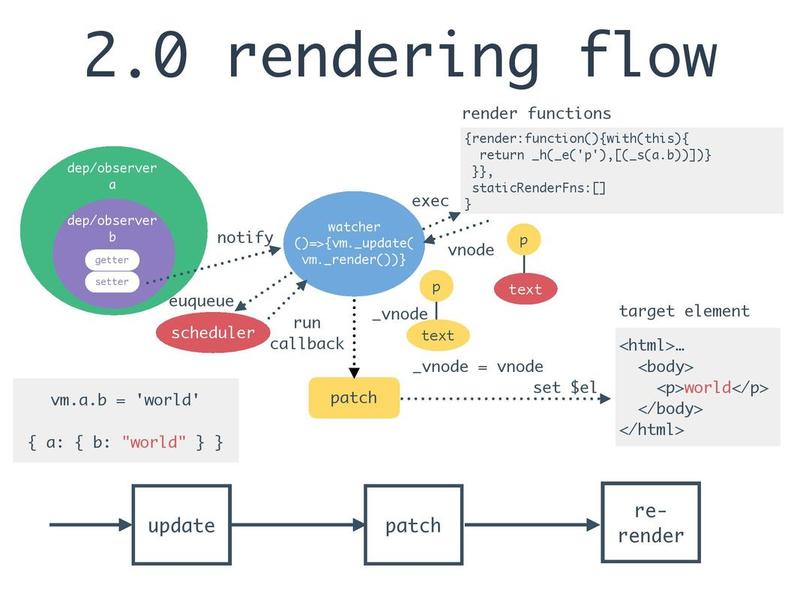 2.0 rendering flow
render functions
{render:function(){with(this){
return _h(_e('p'),[(_s(a.b))])}
}},
staticRenderFns:[]
}
dep/observer
a
dep/observer
b
getter
setter
notify
watcher
()=>{vm._update(
vm._render())}
exec
vnode
p
text
euqueue
scheduler
run
callback
_vnode
p
text
_vnode = vnode
patch
set $el
target element
<html>…
<body>
<p>world</p>
</body>
</html>
vm.a.b = 'world'
{ a: { b: "world" } }
update
patch
re-
render